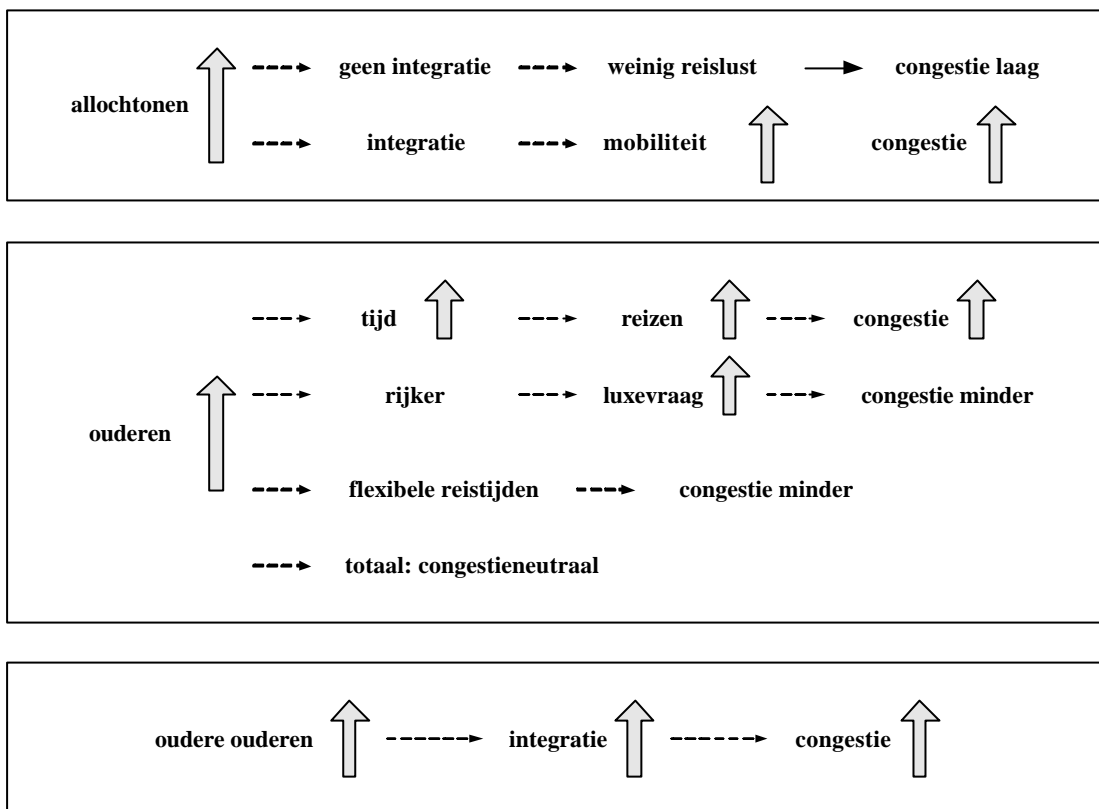 geen integratie weinig reislust congestie laag
allochtonen
integratie mobiliteit congestie
tijd reizen congestie
rijker luxevraag congestie minder
ouderen
flexibele reistijden congestie minder
totaal: congestieneutraal
oudere ouderen integratie congestie